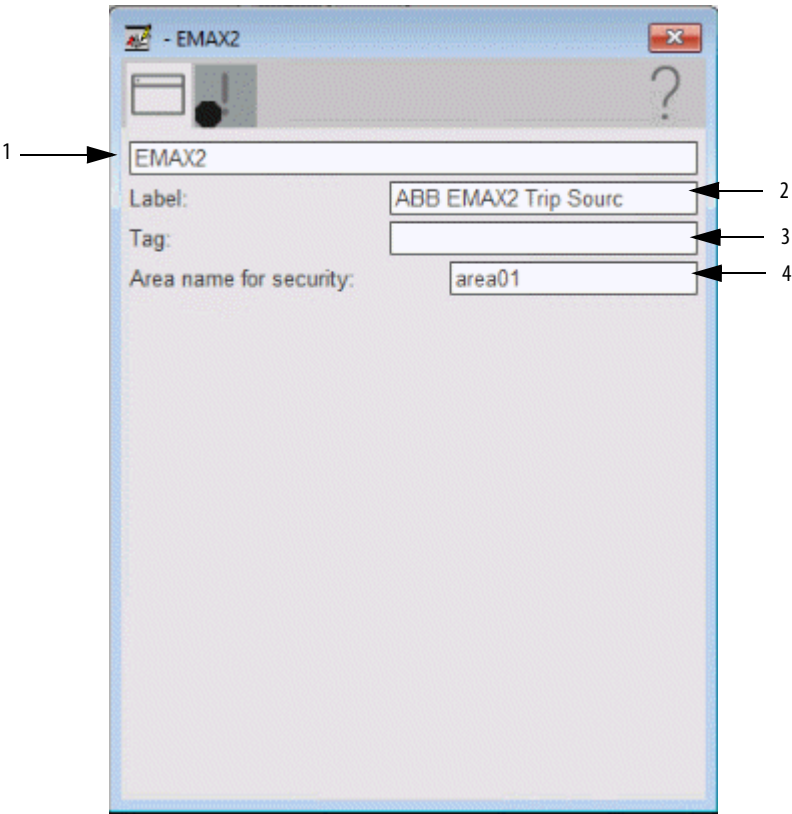 - EMAX2
?
1
EMAX2
Label: ABB EMAX2 Trip Sourc 2
Tag: 3
Area name for security: area01 4